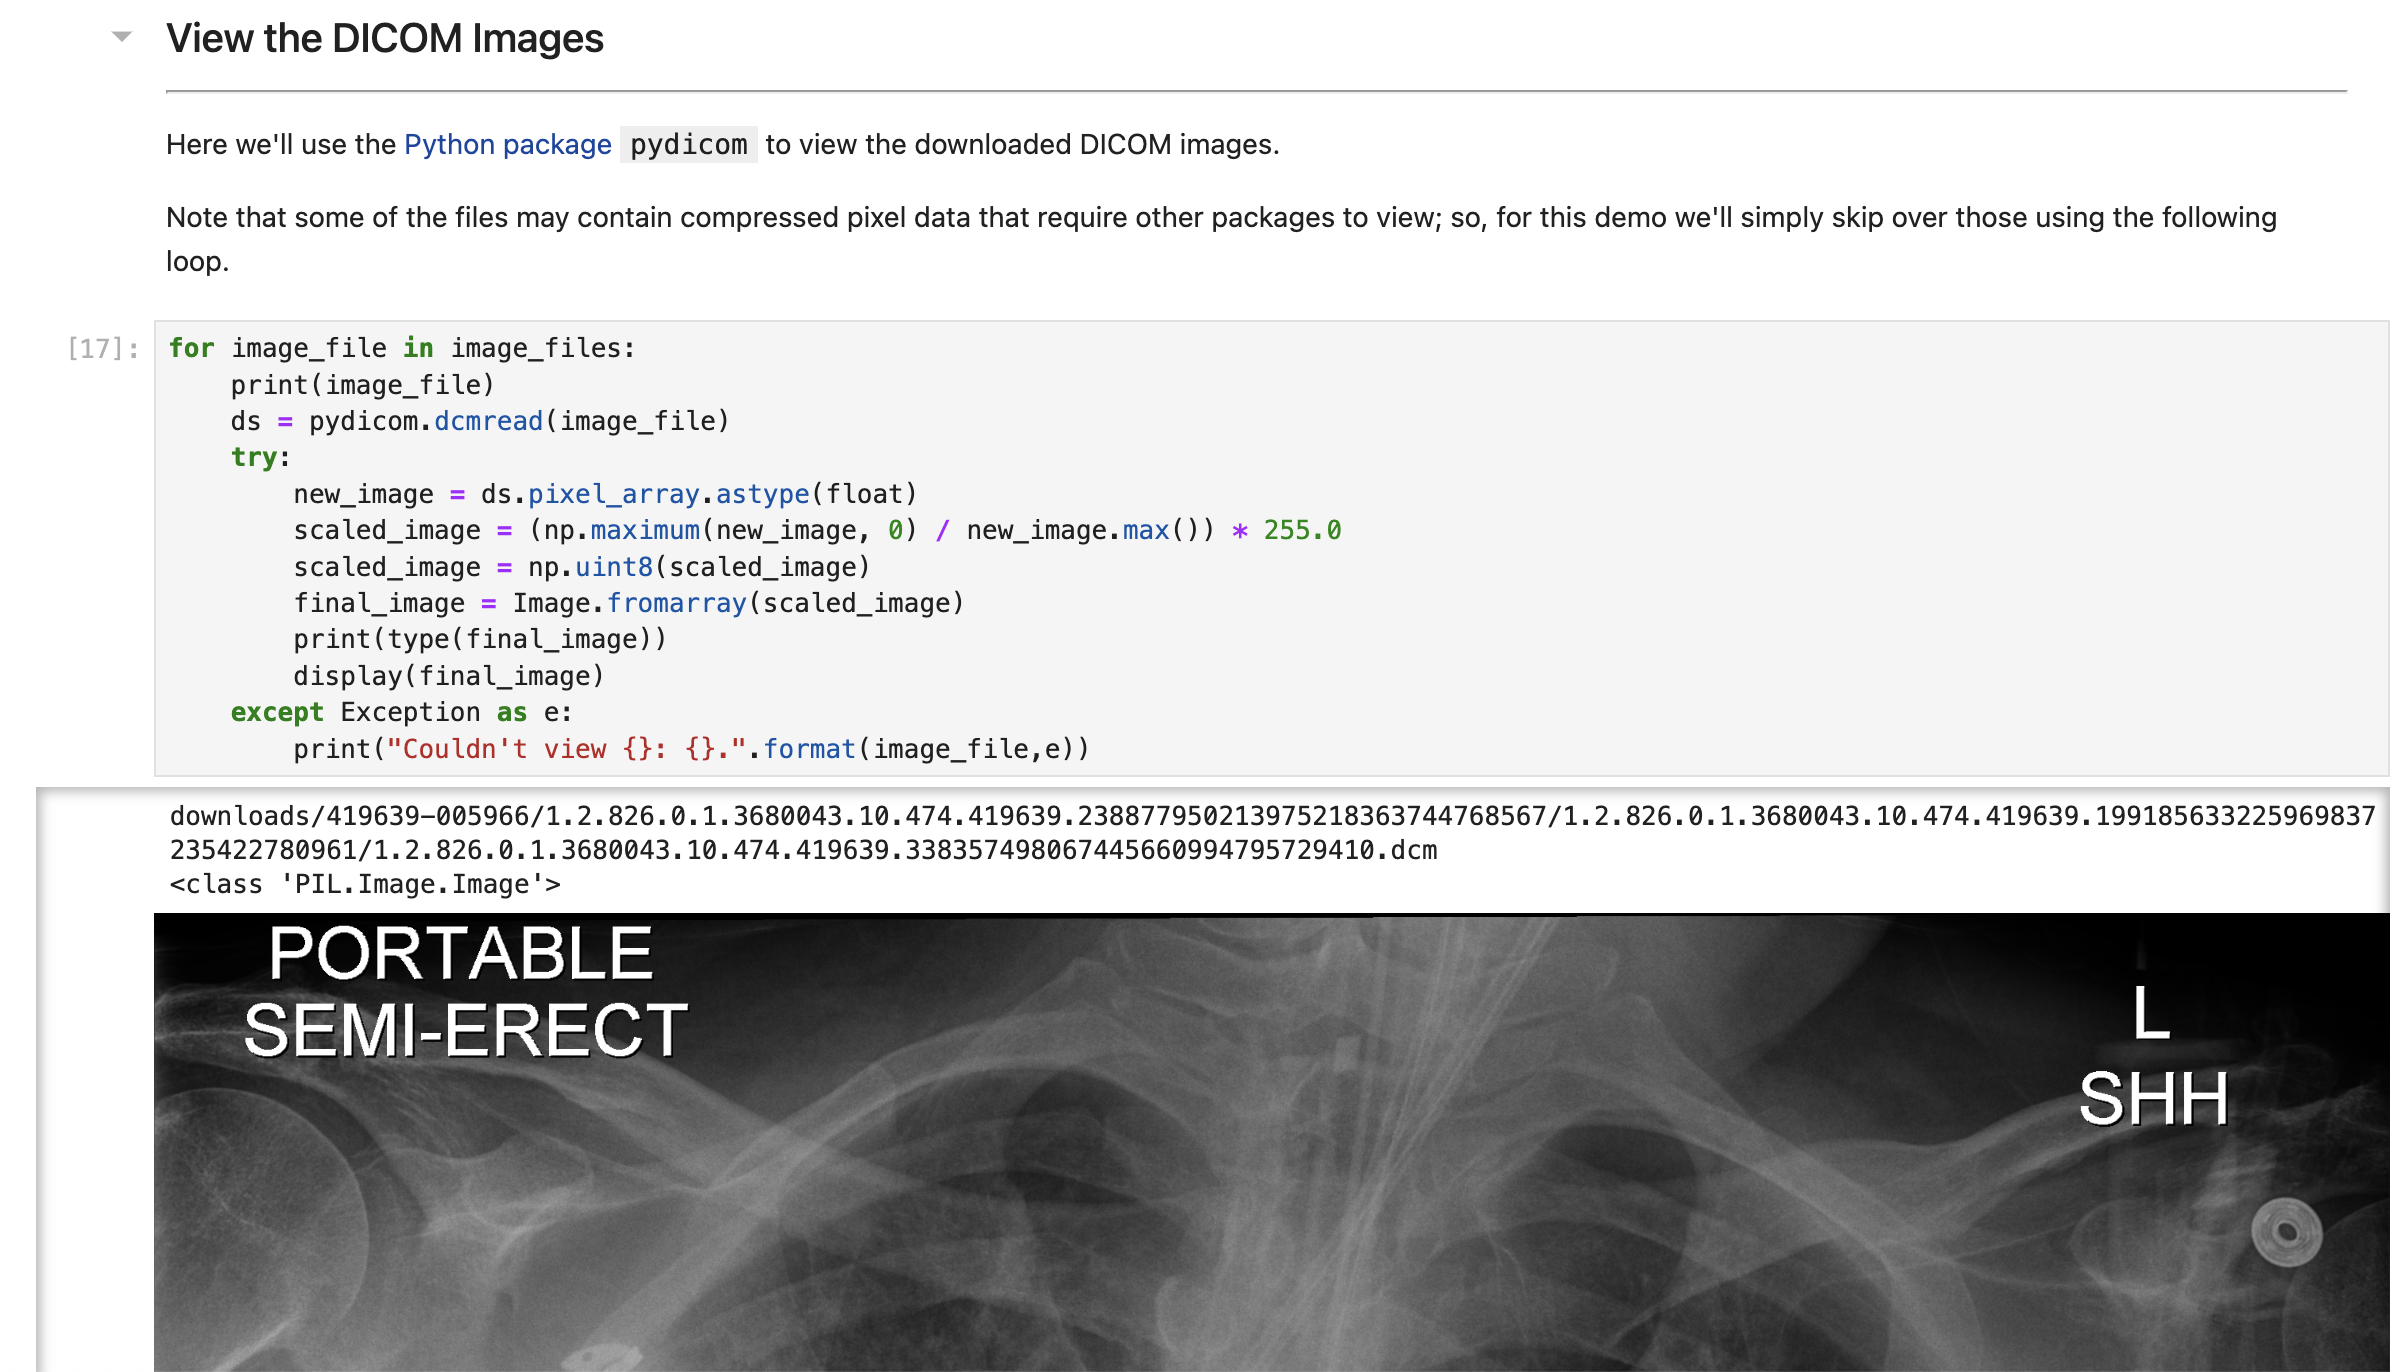 View the DICOM Images
Here we'll use the Python package pydicom to view the downloaded DICOM images.
Note that some of the files may contain compressed pixel data that require other packages to view; so, for this demo we'll simply skip over those using the following
loop.
[17]: for image_file in image_files:
    print(image_file)
    ds = pydicom.dcmread(image_file)
    try:
        new_image = ds.pixel_array.astype(float)
        scaled_image = (np.maximum(new_image, 0) / new_image.max()) * 255.0
        scaled_image = np.uint8(scaled_image)
        final_image = Image.fromarray(scaled_image)
        print(type(final_image))
        display(final_image)
    except Exception as e:
        print("Couldn't view {}: {}.".format(image_file,e))
downloads/419639-005966/1.2.826.0.1.3680043.10.474.419639.238877950213975218363744768567/1.2.826.0.1.3680043.10.474.419639.199185633225969837
235422780961/1.2.826.0.1.3680043.10.474.419639.338357498067445660994795729410.dcm
<class 'PIL.Image.Image'>
PORTABLE
SEMI-ERECT
L
SHH